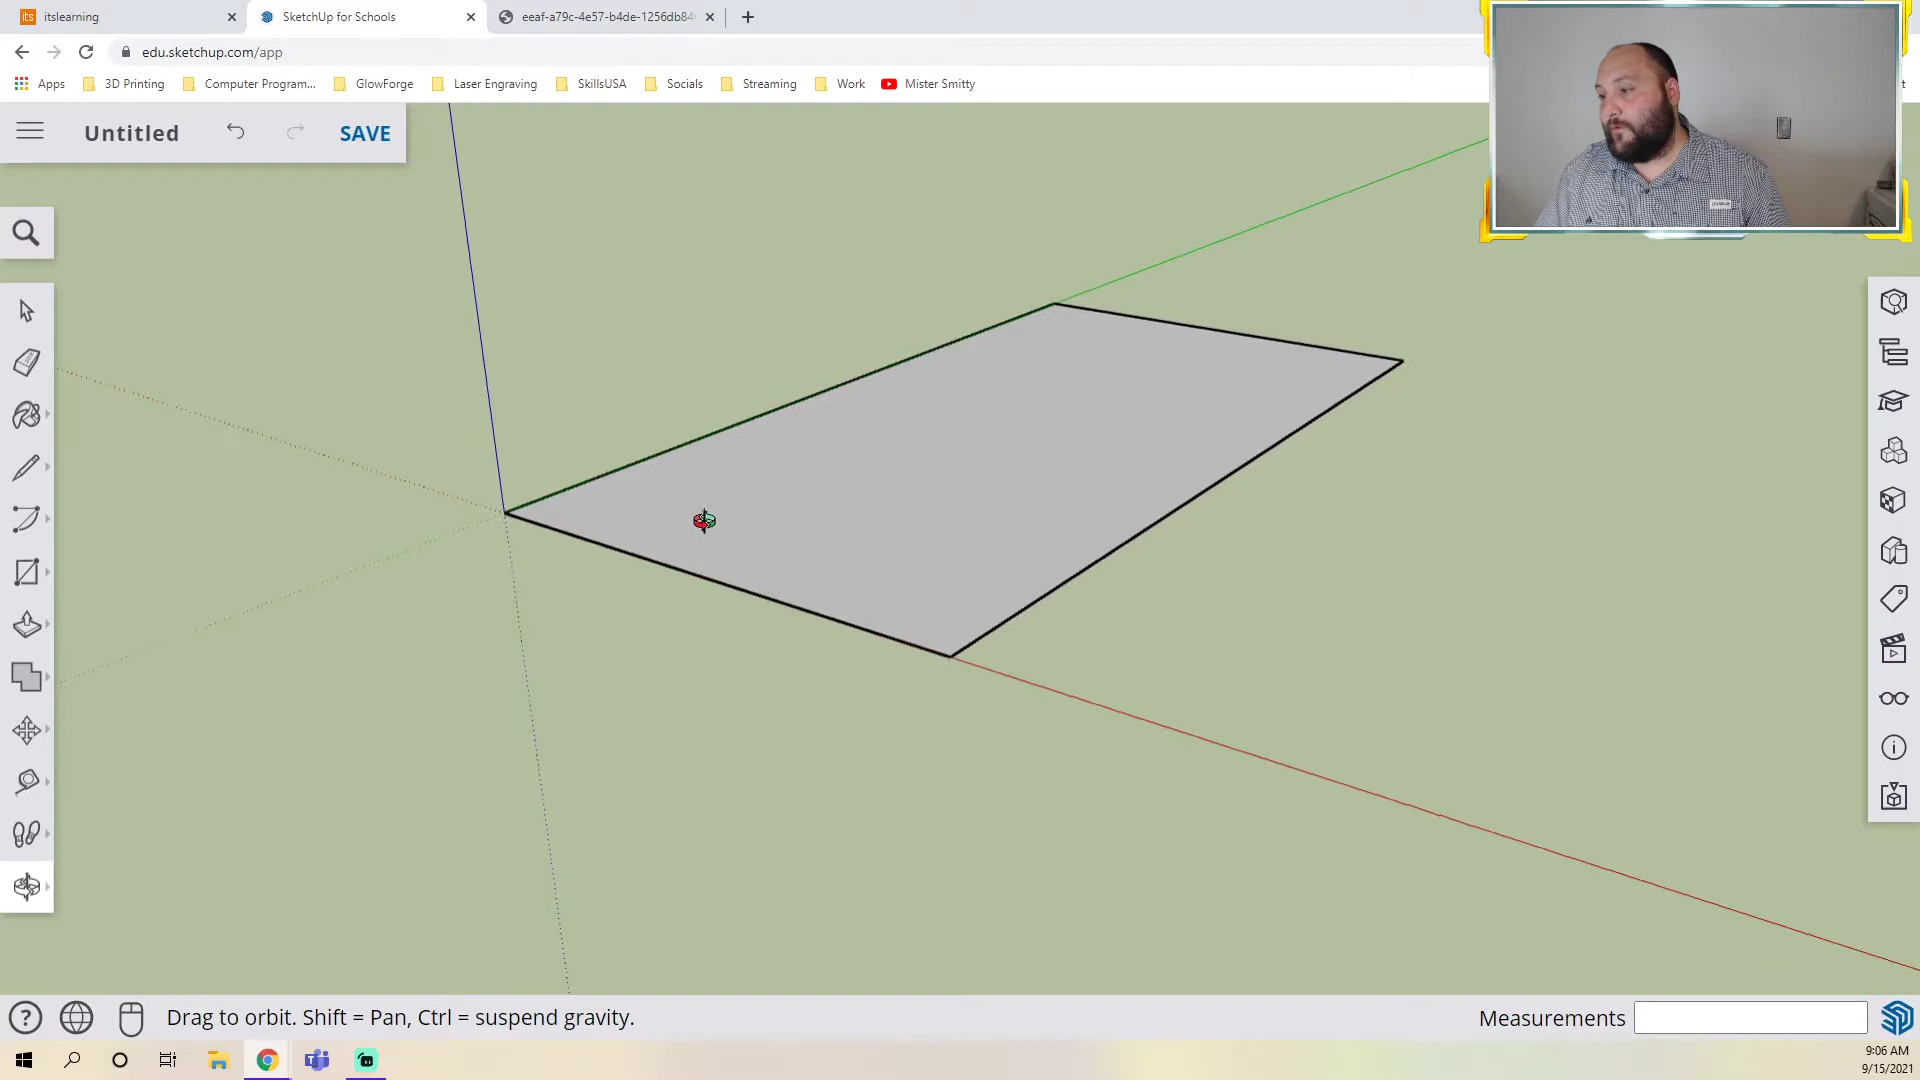 its itslearning
SketchUp for Schools
eeaf-a79c-4e57-b4de-1256db84
edu.sketchup.com/app
Apps 3D Printing Computer Program... GlowForge Laser Engraving SkillsUSA Socials Streaming Work Mister Smitty
Untitled SAVE
Drag to orbit. Shift = Pan, Ctrl = suspend gravity.
Measurements
9:06 AM
9/15/2021